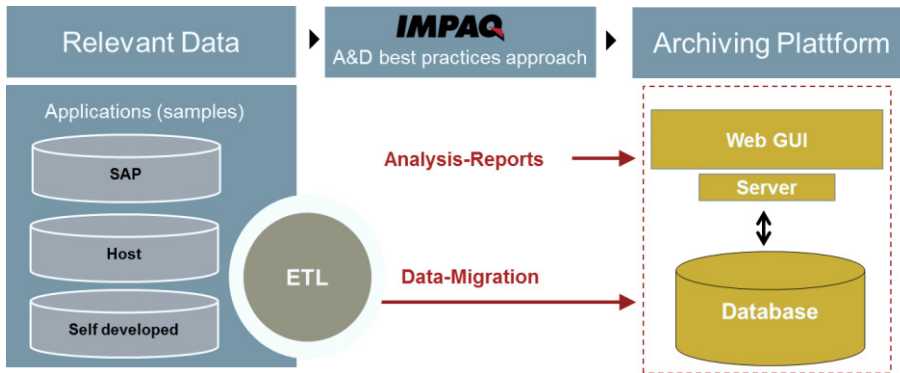 Relevant Data
IMPAQ
A&D best practices approach
Archiving Plattform
Applications (samples)
SAP
Host
Self developed
ETL
Analysis-Reports
Data-Migration
Web GUI
Server
Database